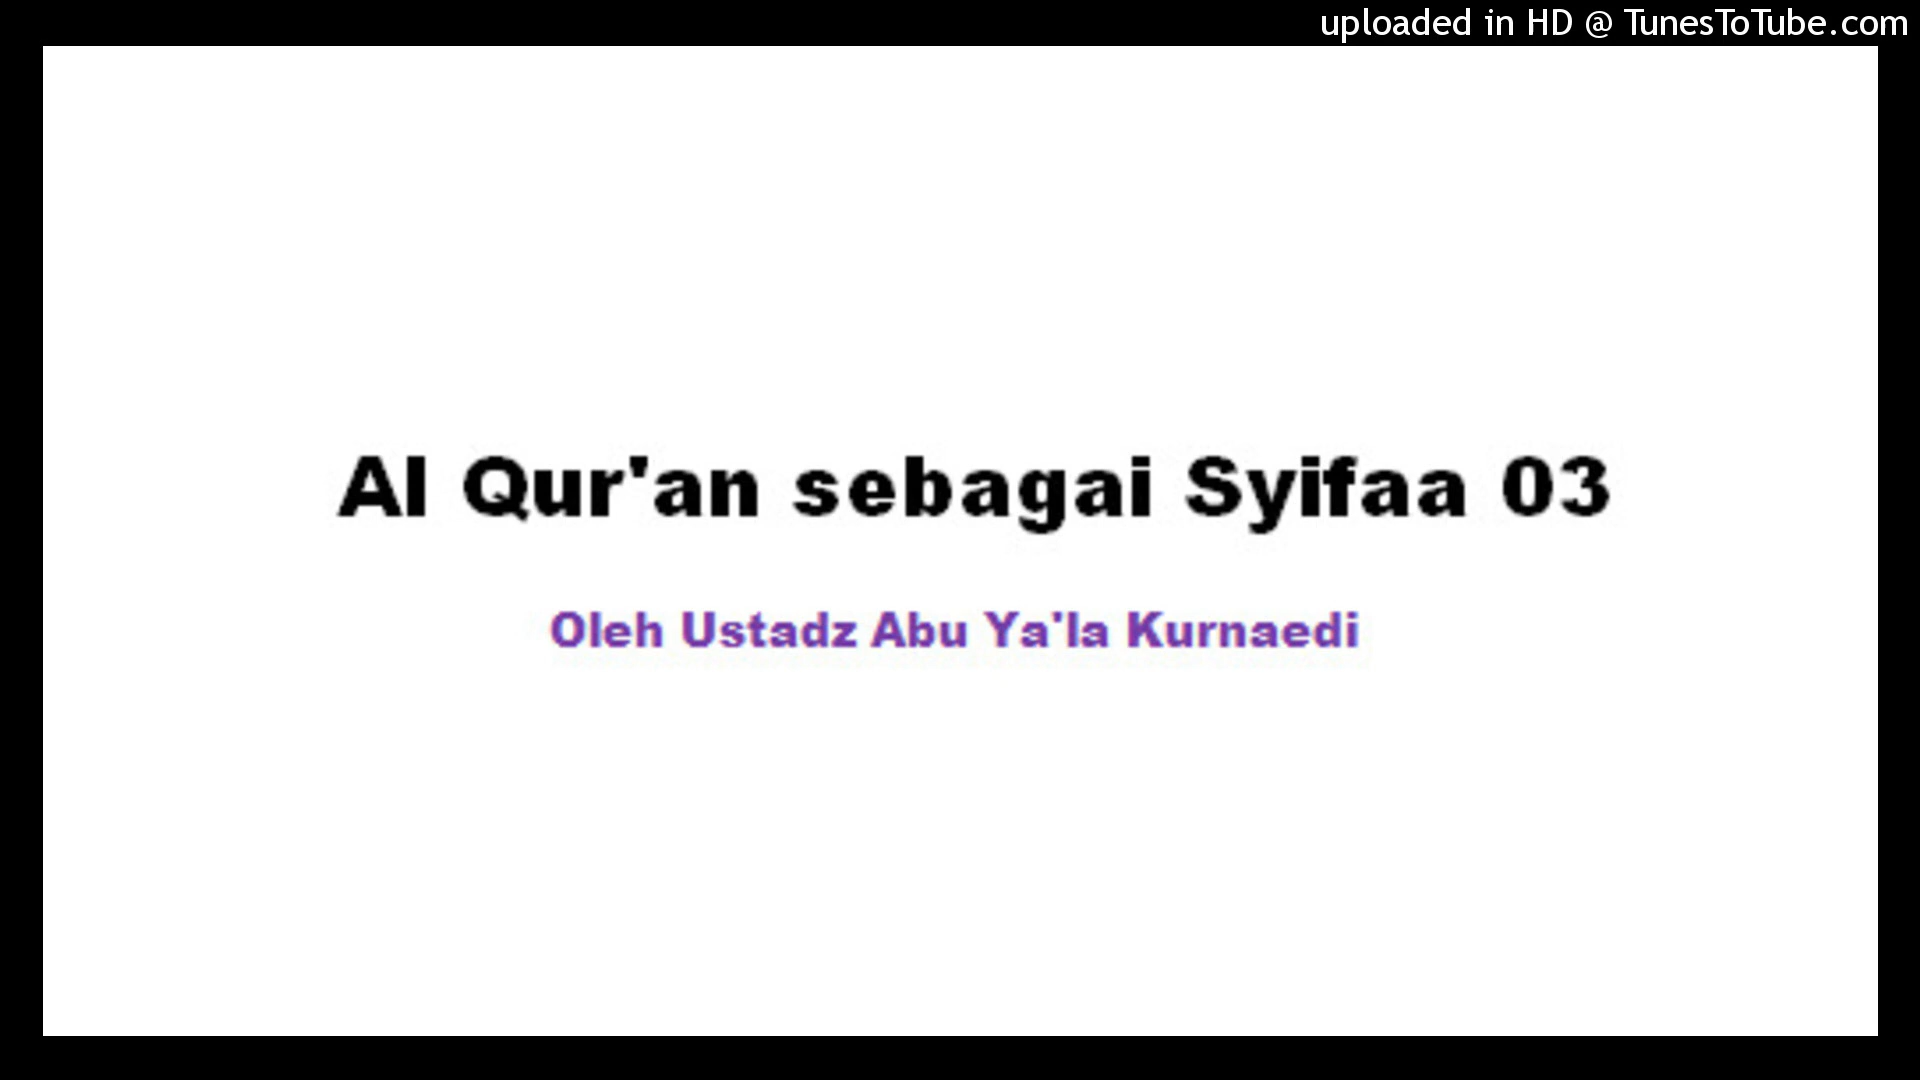 uploaded in HD @ TunesToTube.com
Al Qur'an sebagai Syifaa 03
Oleh Ustadz Abu Ya'la Kurnaedi